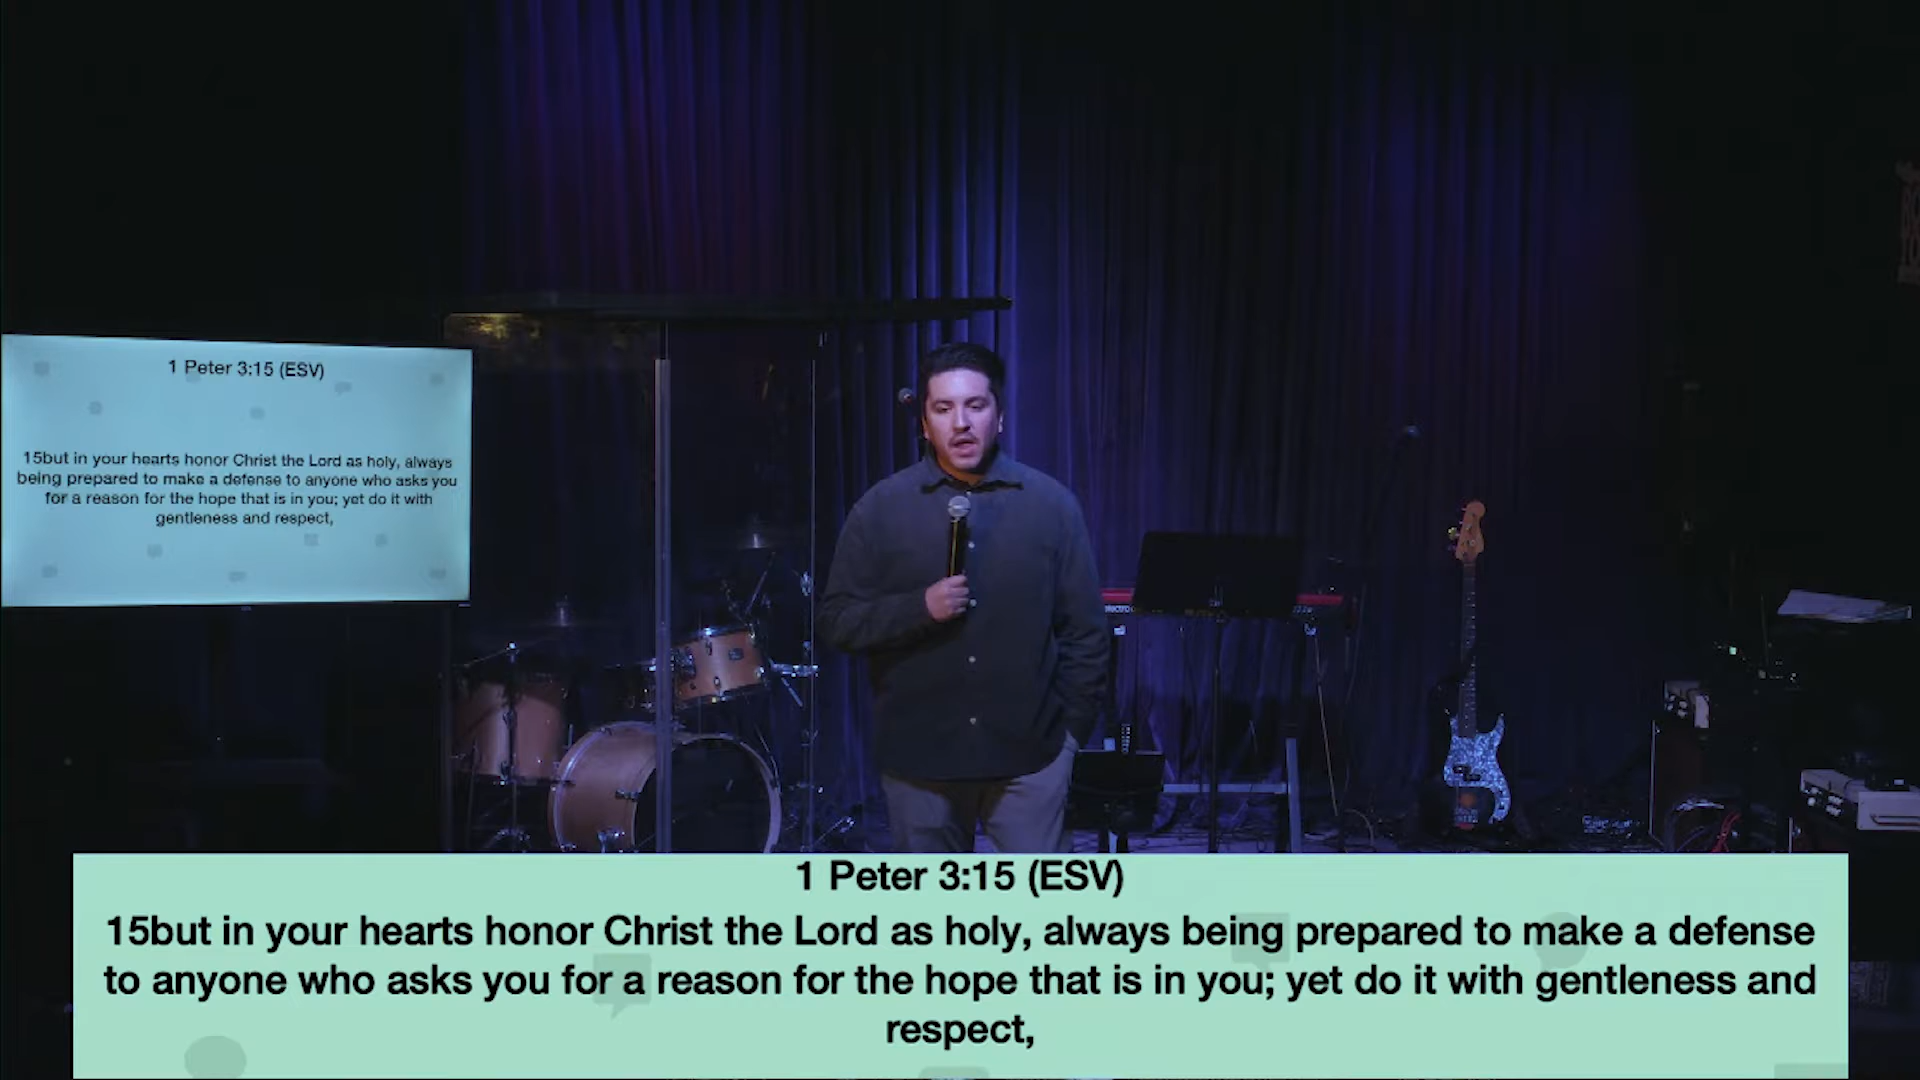 1 Peter 3:15 (ESV)
15but in your hearts honor Christ the Lord as holy, always
being prepared to make a defense to anyone who asks you
for a reason for the hope that is in you; yet do it with
gentleness and respect,
electro
1 Peter 3:15 (ESV)
15but in your hearts honor Christ the Lord as holy, always being prepared to make a defense
to anyone who asks you for a reason for the hope that is in you; yet do it with gentleness and
respect,